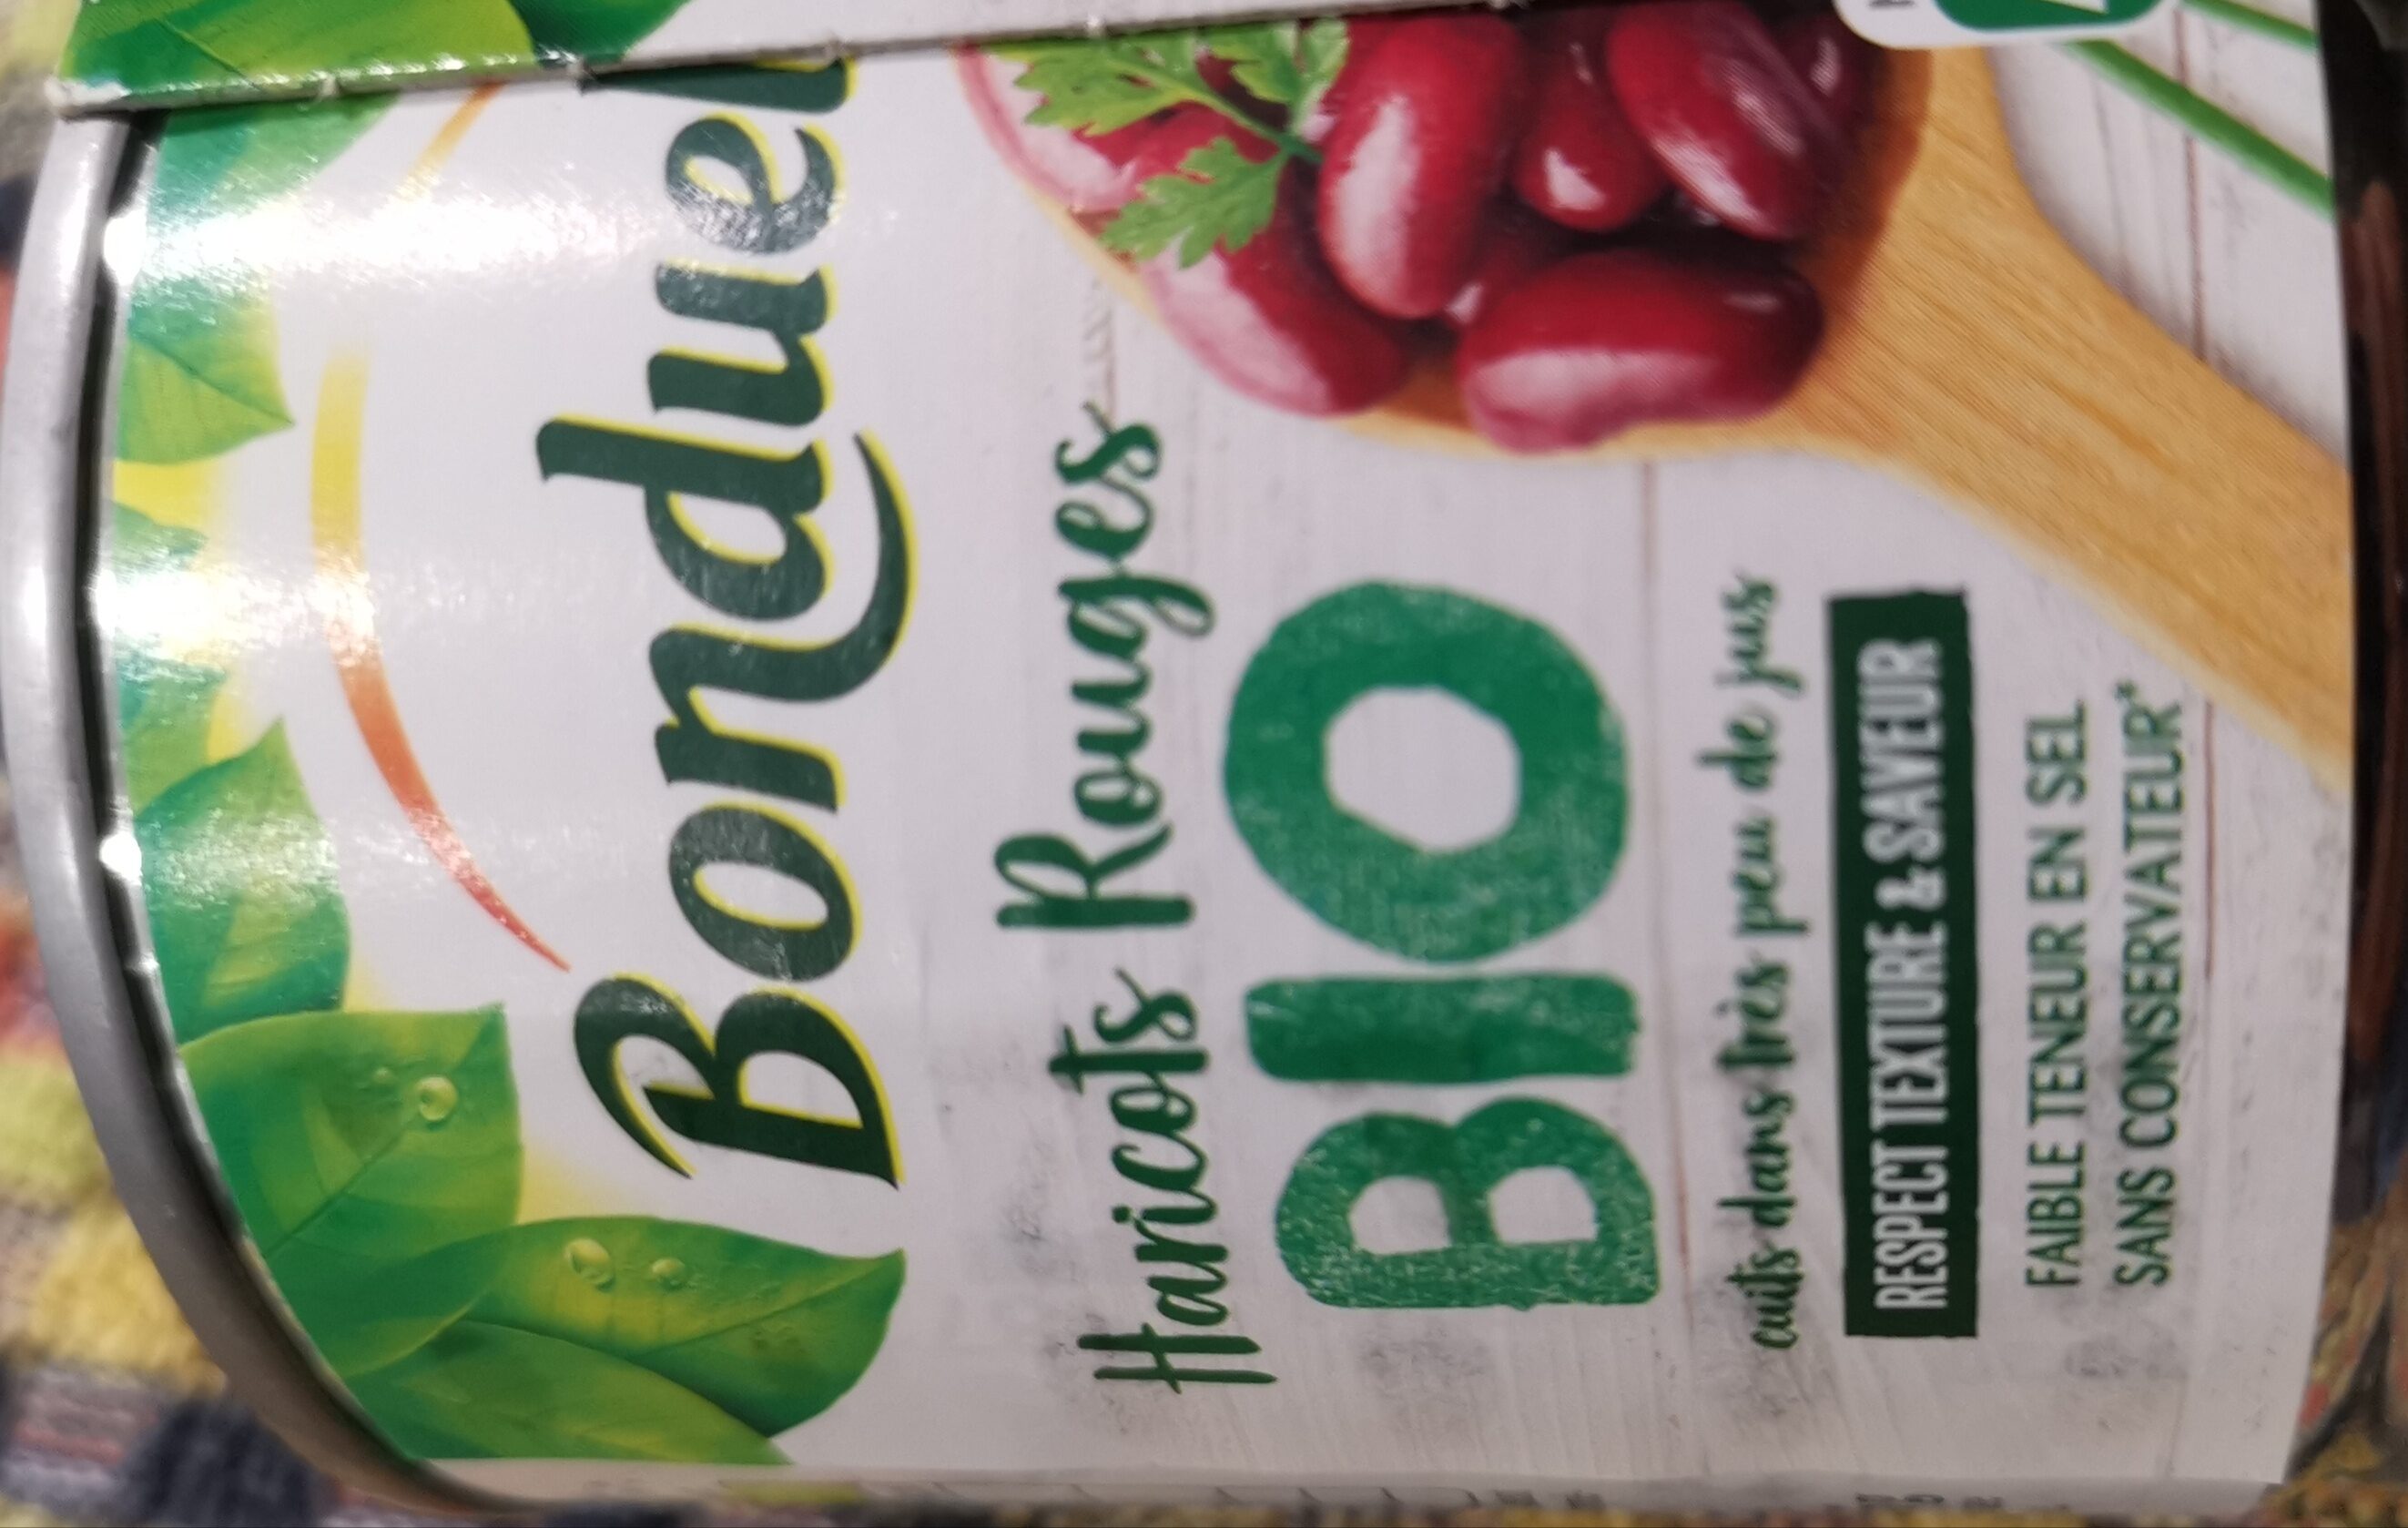 Bonduel
Haricots Rouges
BIO
cuits dans très peu de jus
RESPECT TEXTURE & SAVEUR
FAIBLE TENEUR EN SEL
SANS CONSERVATEUR*